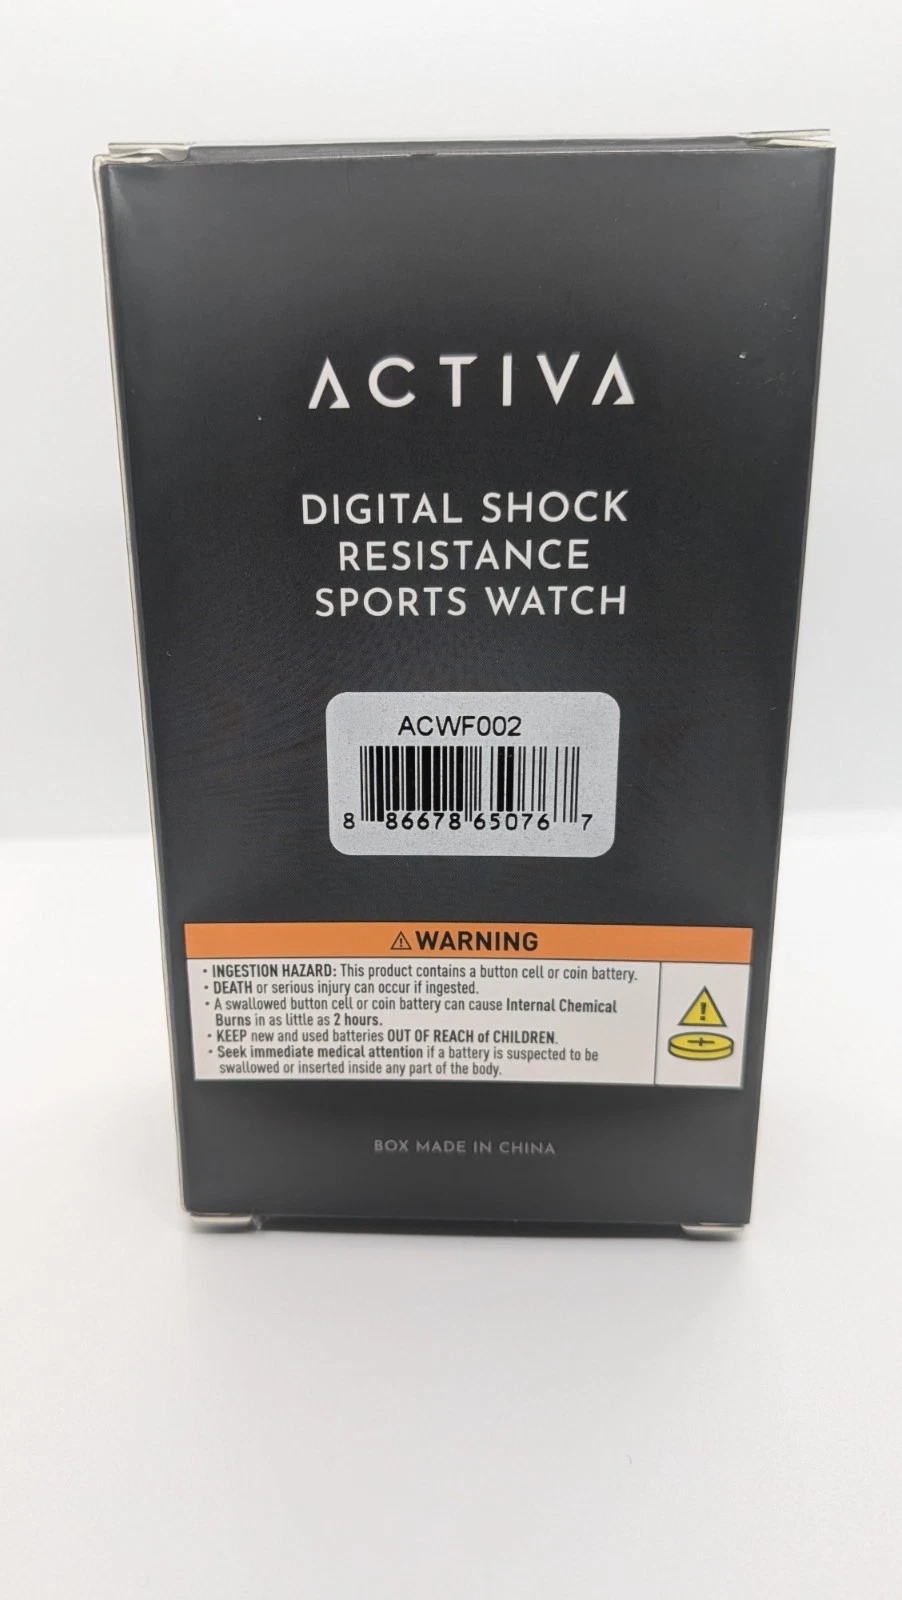 ACTIVA
DIGITAL SHOCK
RESISTANCE
SPORTS WATCH
ACWF002
8 86678 65076 7
⚠WARNING
• INGESTION HAZARD: This product contains a button cell or coin battery.
• DEATH or serious injury can occur if ingested.
• A swallowed button cell or coin battery can cause Internal Chemical
Burns in as little as 2 hours.
• KEEP new and used batteries OUT OF REACH of CHILDREN.
• Seek immediate medical attention if a battery is suspected to be
swallowed or inserted inside any part of the body.
BOX MADE IN CHINA